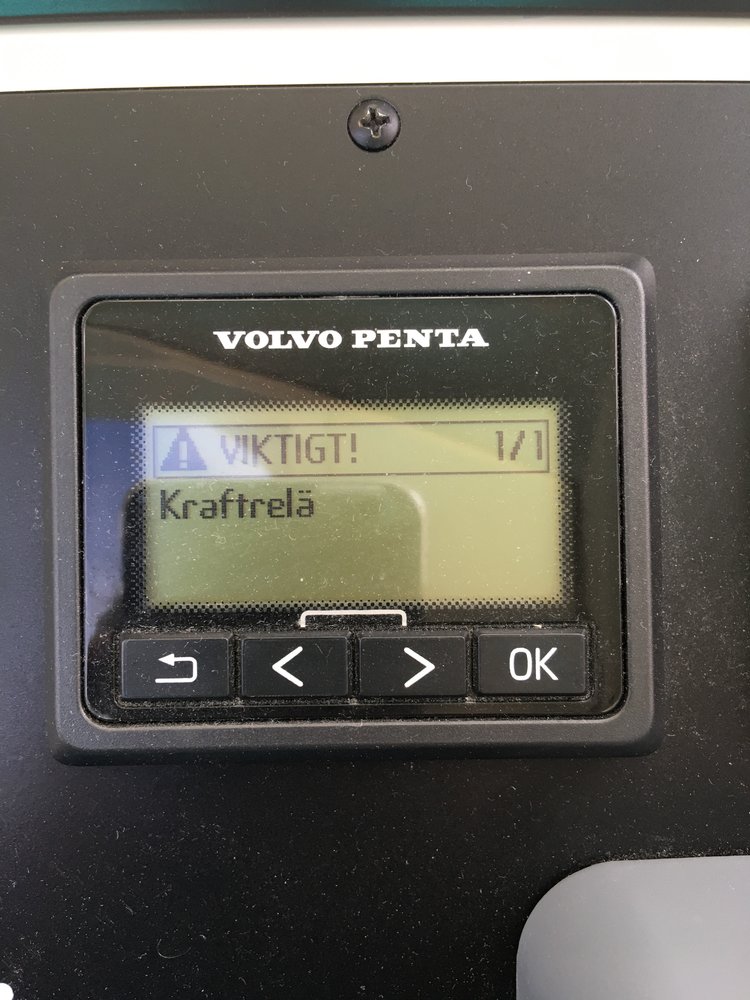 VOLVO PENTA
VIKTIGT! 1/1
Kraftrelä
OK